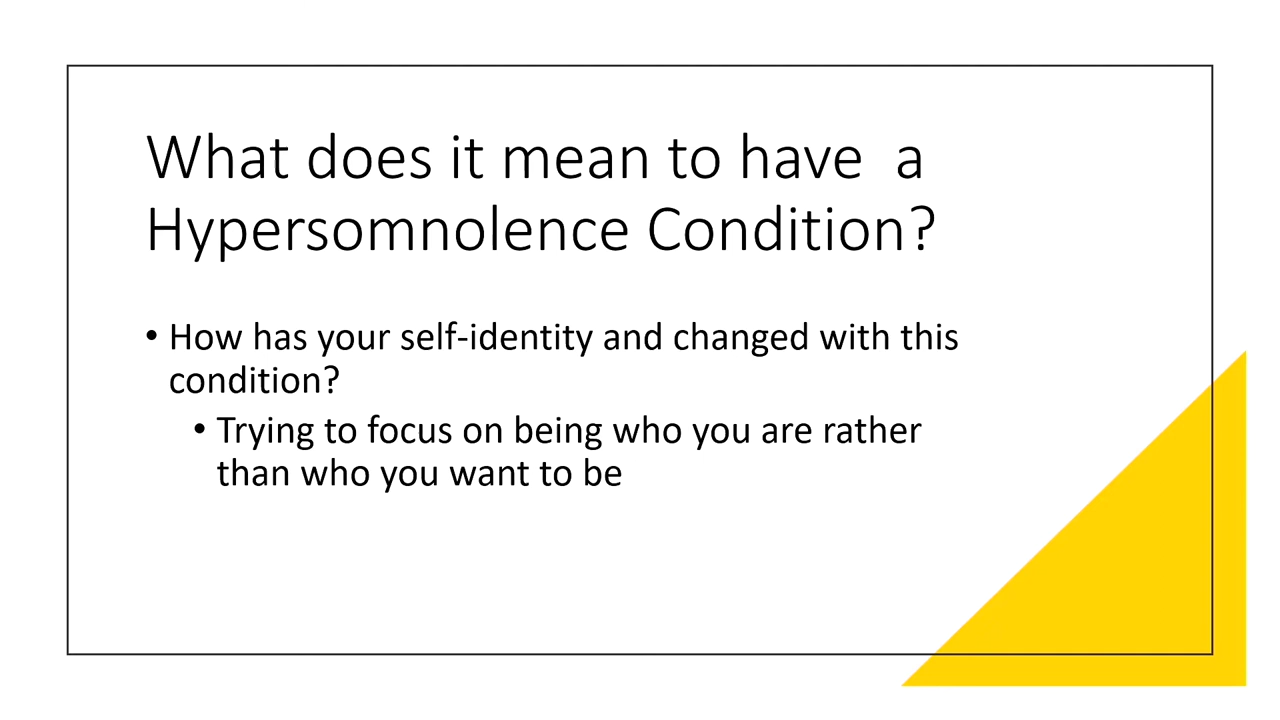 What does it mean to have  a
Hypersomnolence Condition?
• How has your self-identity and changed with this
condition?
• Trying to focus on being who you are rather
than who you want to be